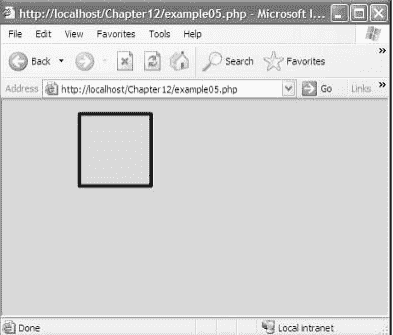 http://localhost/Chapter12/example05.php - Microsoft I...
File Edit View Favorites Tools Help
Back Search Favorites »
Address http://localhost/Chapter12/example05.php Go Links »
Done Local intranet